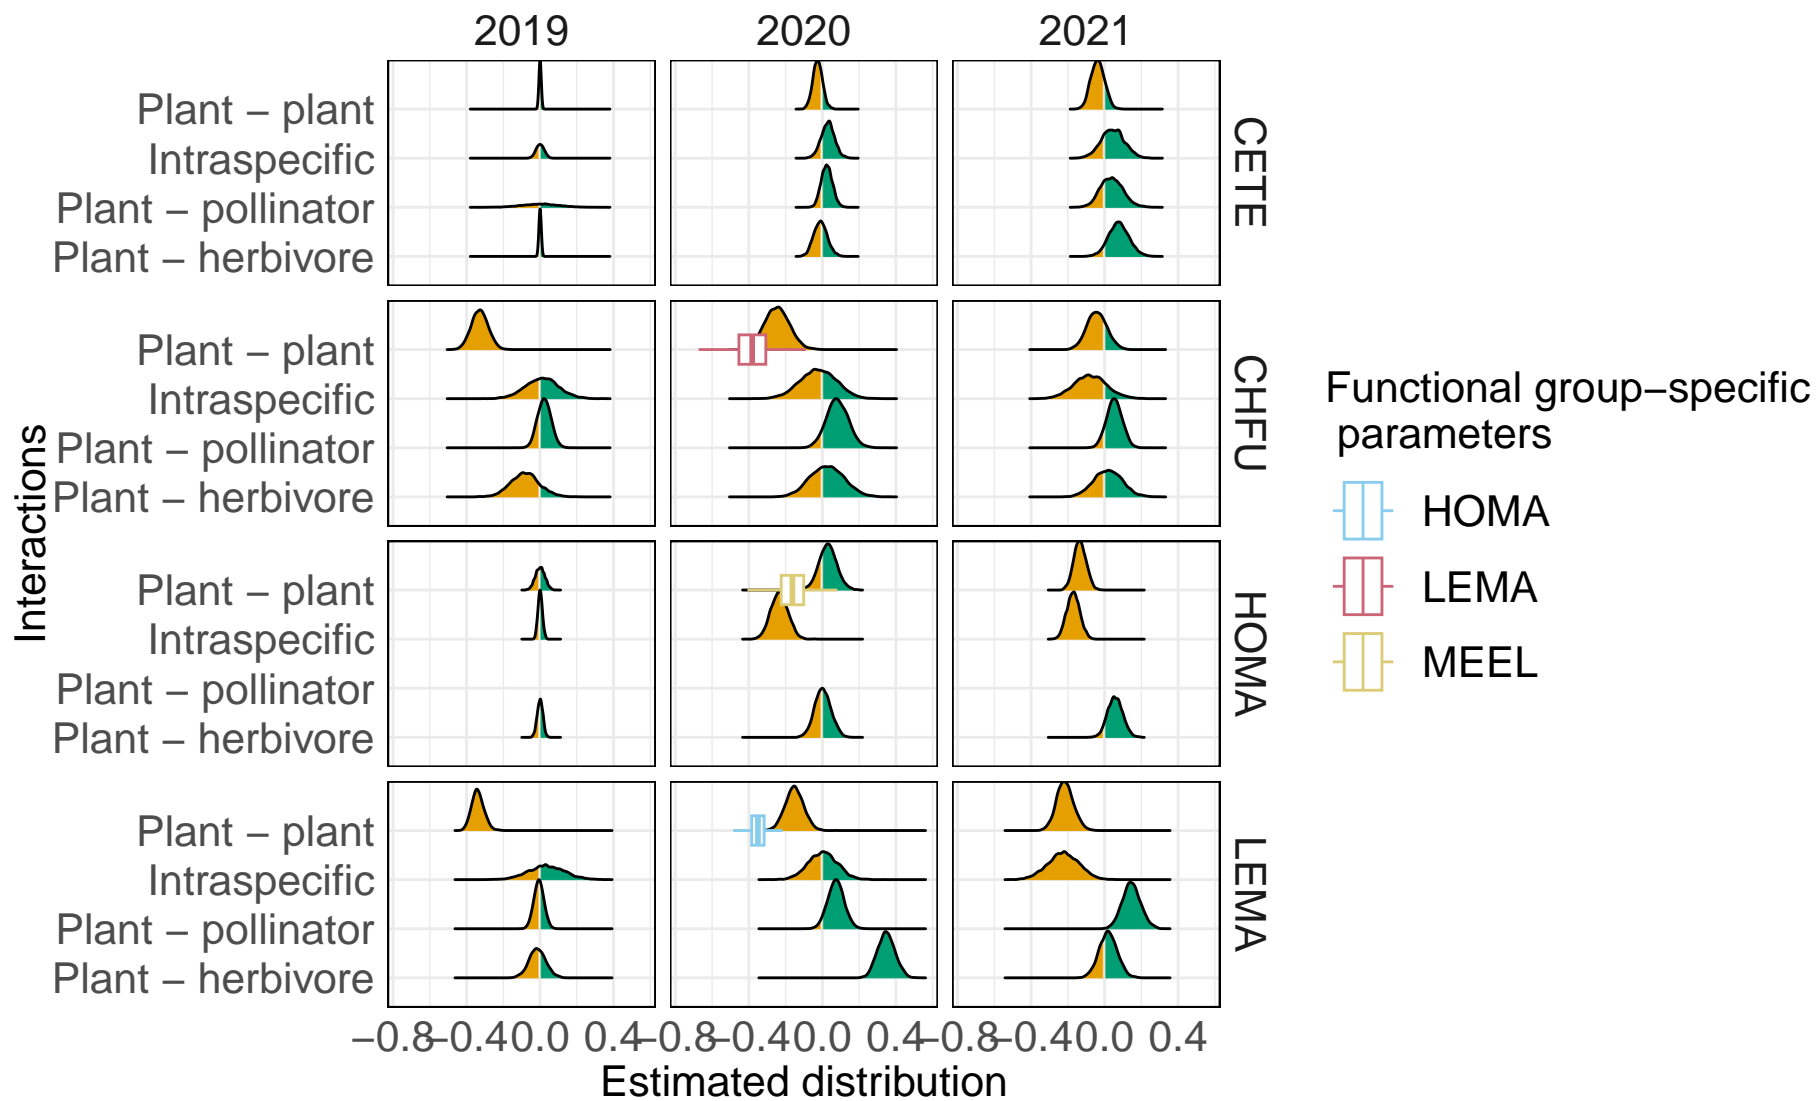 2019 2020 2021
Plant – plant
Intraspecific
Plant – pollinator
Plant – herbivore
CETE
Plant – plant
Intraspecific
Plant – pollinator
Plant – herbivore
CHFU
Plant – plant
Intraspecific
Plant – pollinator
Plant – herbivore
HOMA
Plant – plant
Intraspecific
Plant – pollinator
Plant – herbivore
LEMA
Interactions
−0.8 −0.4 0.0 0.4 −0.8 −0.4 0.0 0.4 −0.8 −0.4 0.0 0.4
Estimated distribution
Functional group−specific
parameters
HOMA
LEMA
MEEL